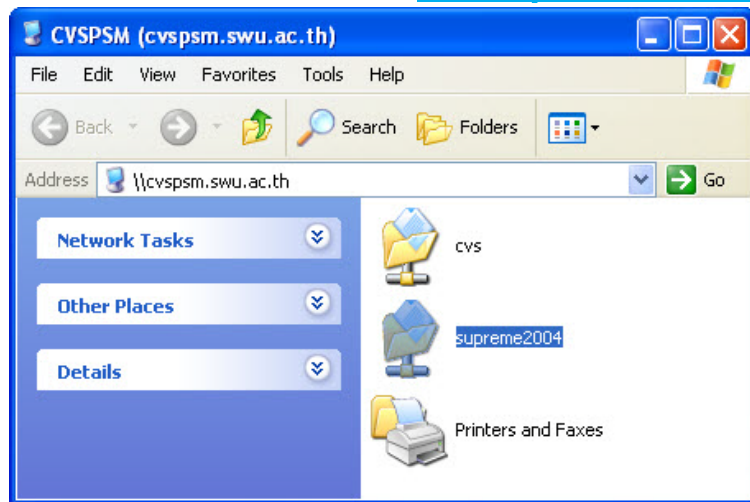 CVSPSM (cvspsm.swu.ac.th)
File Edit View Favorites Tools Help
Back Search Folders
Address \\cvspsm.swu.ac.th Go
Network Tasks
Other Places
Details
cvs
supreme2004
Printers and Faxes